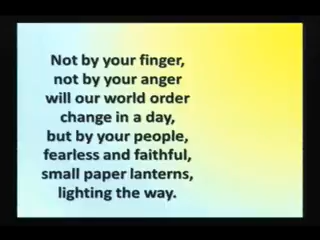 Not by your finger,
not by your anger
will our world order
change in a day,
but by your people,
fearless and faithful,
small paper lanterns,
lighting the way.